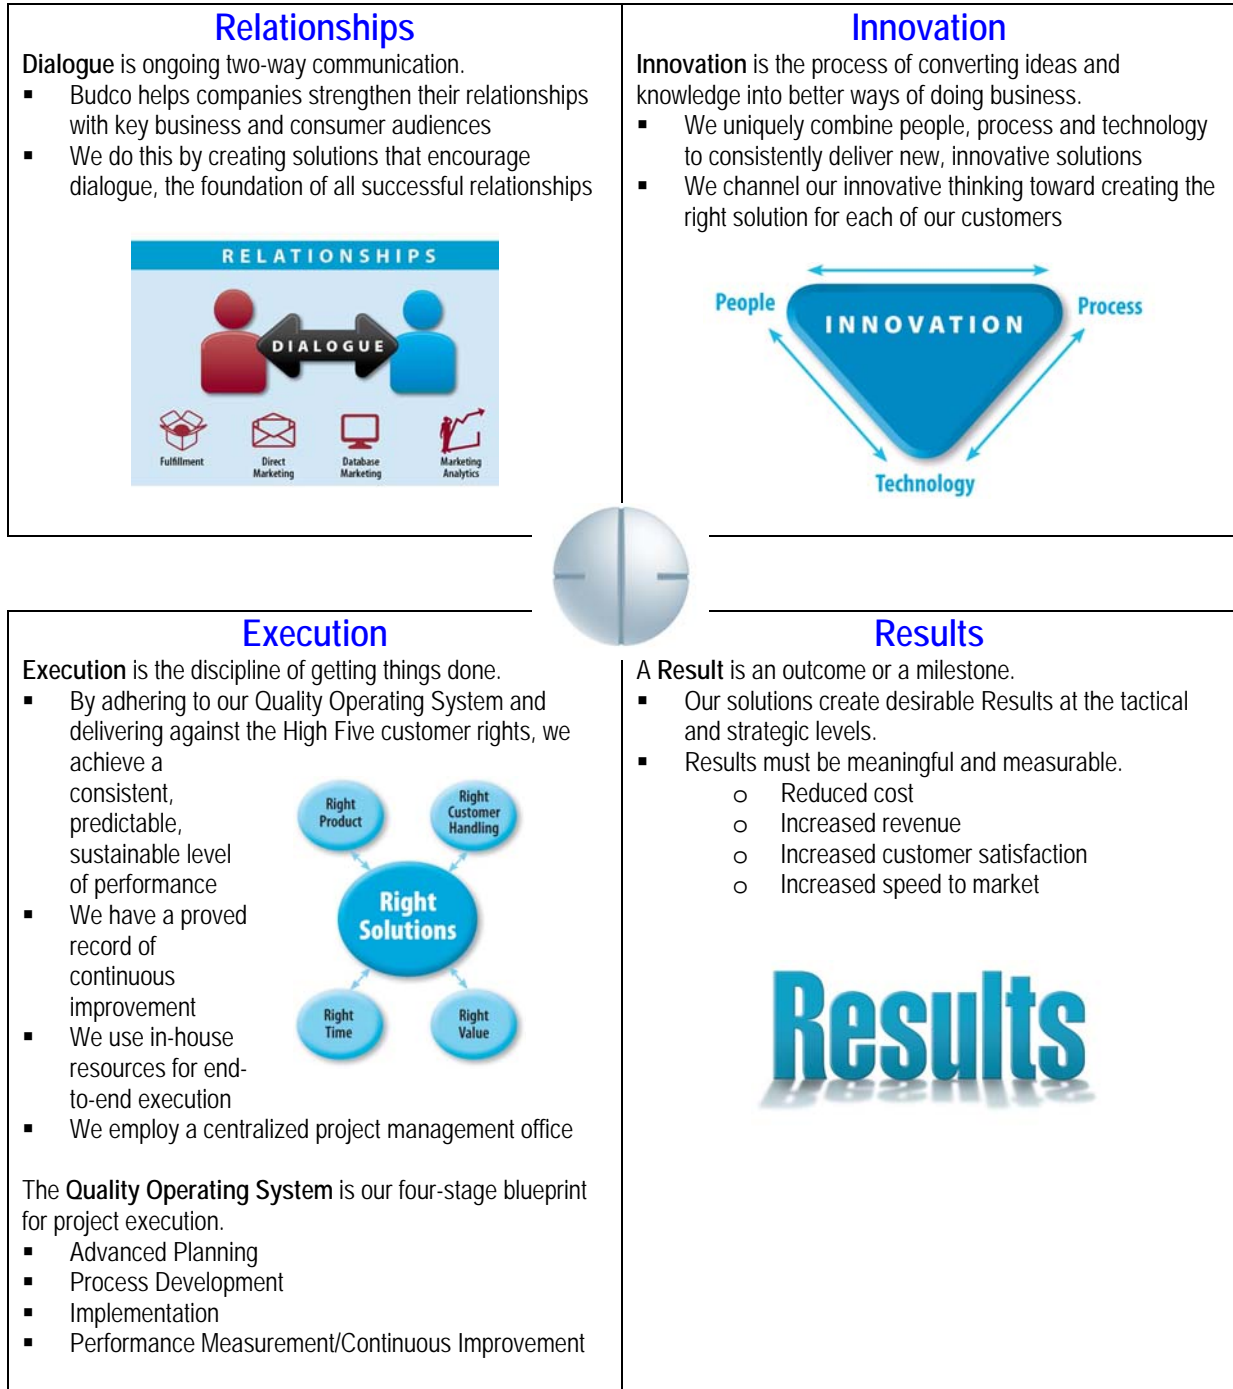 Relationships
Dialogue is ongoing two-way communication.
▪ Budco helps companies strengthen their relationships
with key business and consumer audiences
▪ We do this by creating solutions that encourage
dialogue, the foundation of all successful relationships
RELATIONSHIPS
DIALOGUE
Fulfillment
Direct
Marketing
Database
Marketing
Marketing
Analytics
Innovation
Innovation is the process of converting ideas and
knowledge into better ways of doing business.
▪ We uniquely combine people, process and technology
to consistently deliver new, innovative solutions
▪ We channel our innovative thinking toward creating the
right solution for each of our customers
People
INNOVATION
Process
Technology
Execution
Execution is the discipline of getting things done.
▪ By adhering to our Quality Operating System and
delivering against the High Five customer rights, we
achieve a
consistent,
predictable,
sustainable level
of performance
▪ We have a proved
record of
continuous
improvement
▪ We use in-house
resources for end-
to-end execution
▪ We employ a centralized project management office
Right
Product
Right
Customer
Handling
Right
Solutions
Right
Time
Right
Value
The Quality Operating System is our four-stage blueprint
for project execution.
▪ Advanced Planning
▪ Process Development
▪ Implementation
▪ Performance Measurement/Continuous Improvement
Results
A Result is an outcome or a milestone.
▪ Our solutions create desirable Results at the tactical
and strategic levels.
▪ Results must be meaningful and measurable.
o Reduced cost
o Increased revenue
o Increased customer satisfaction
o Increased speed to market
Results